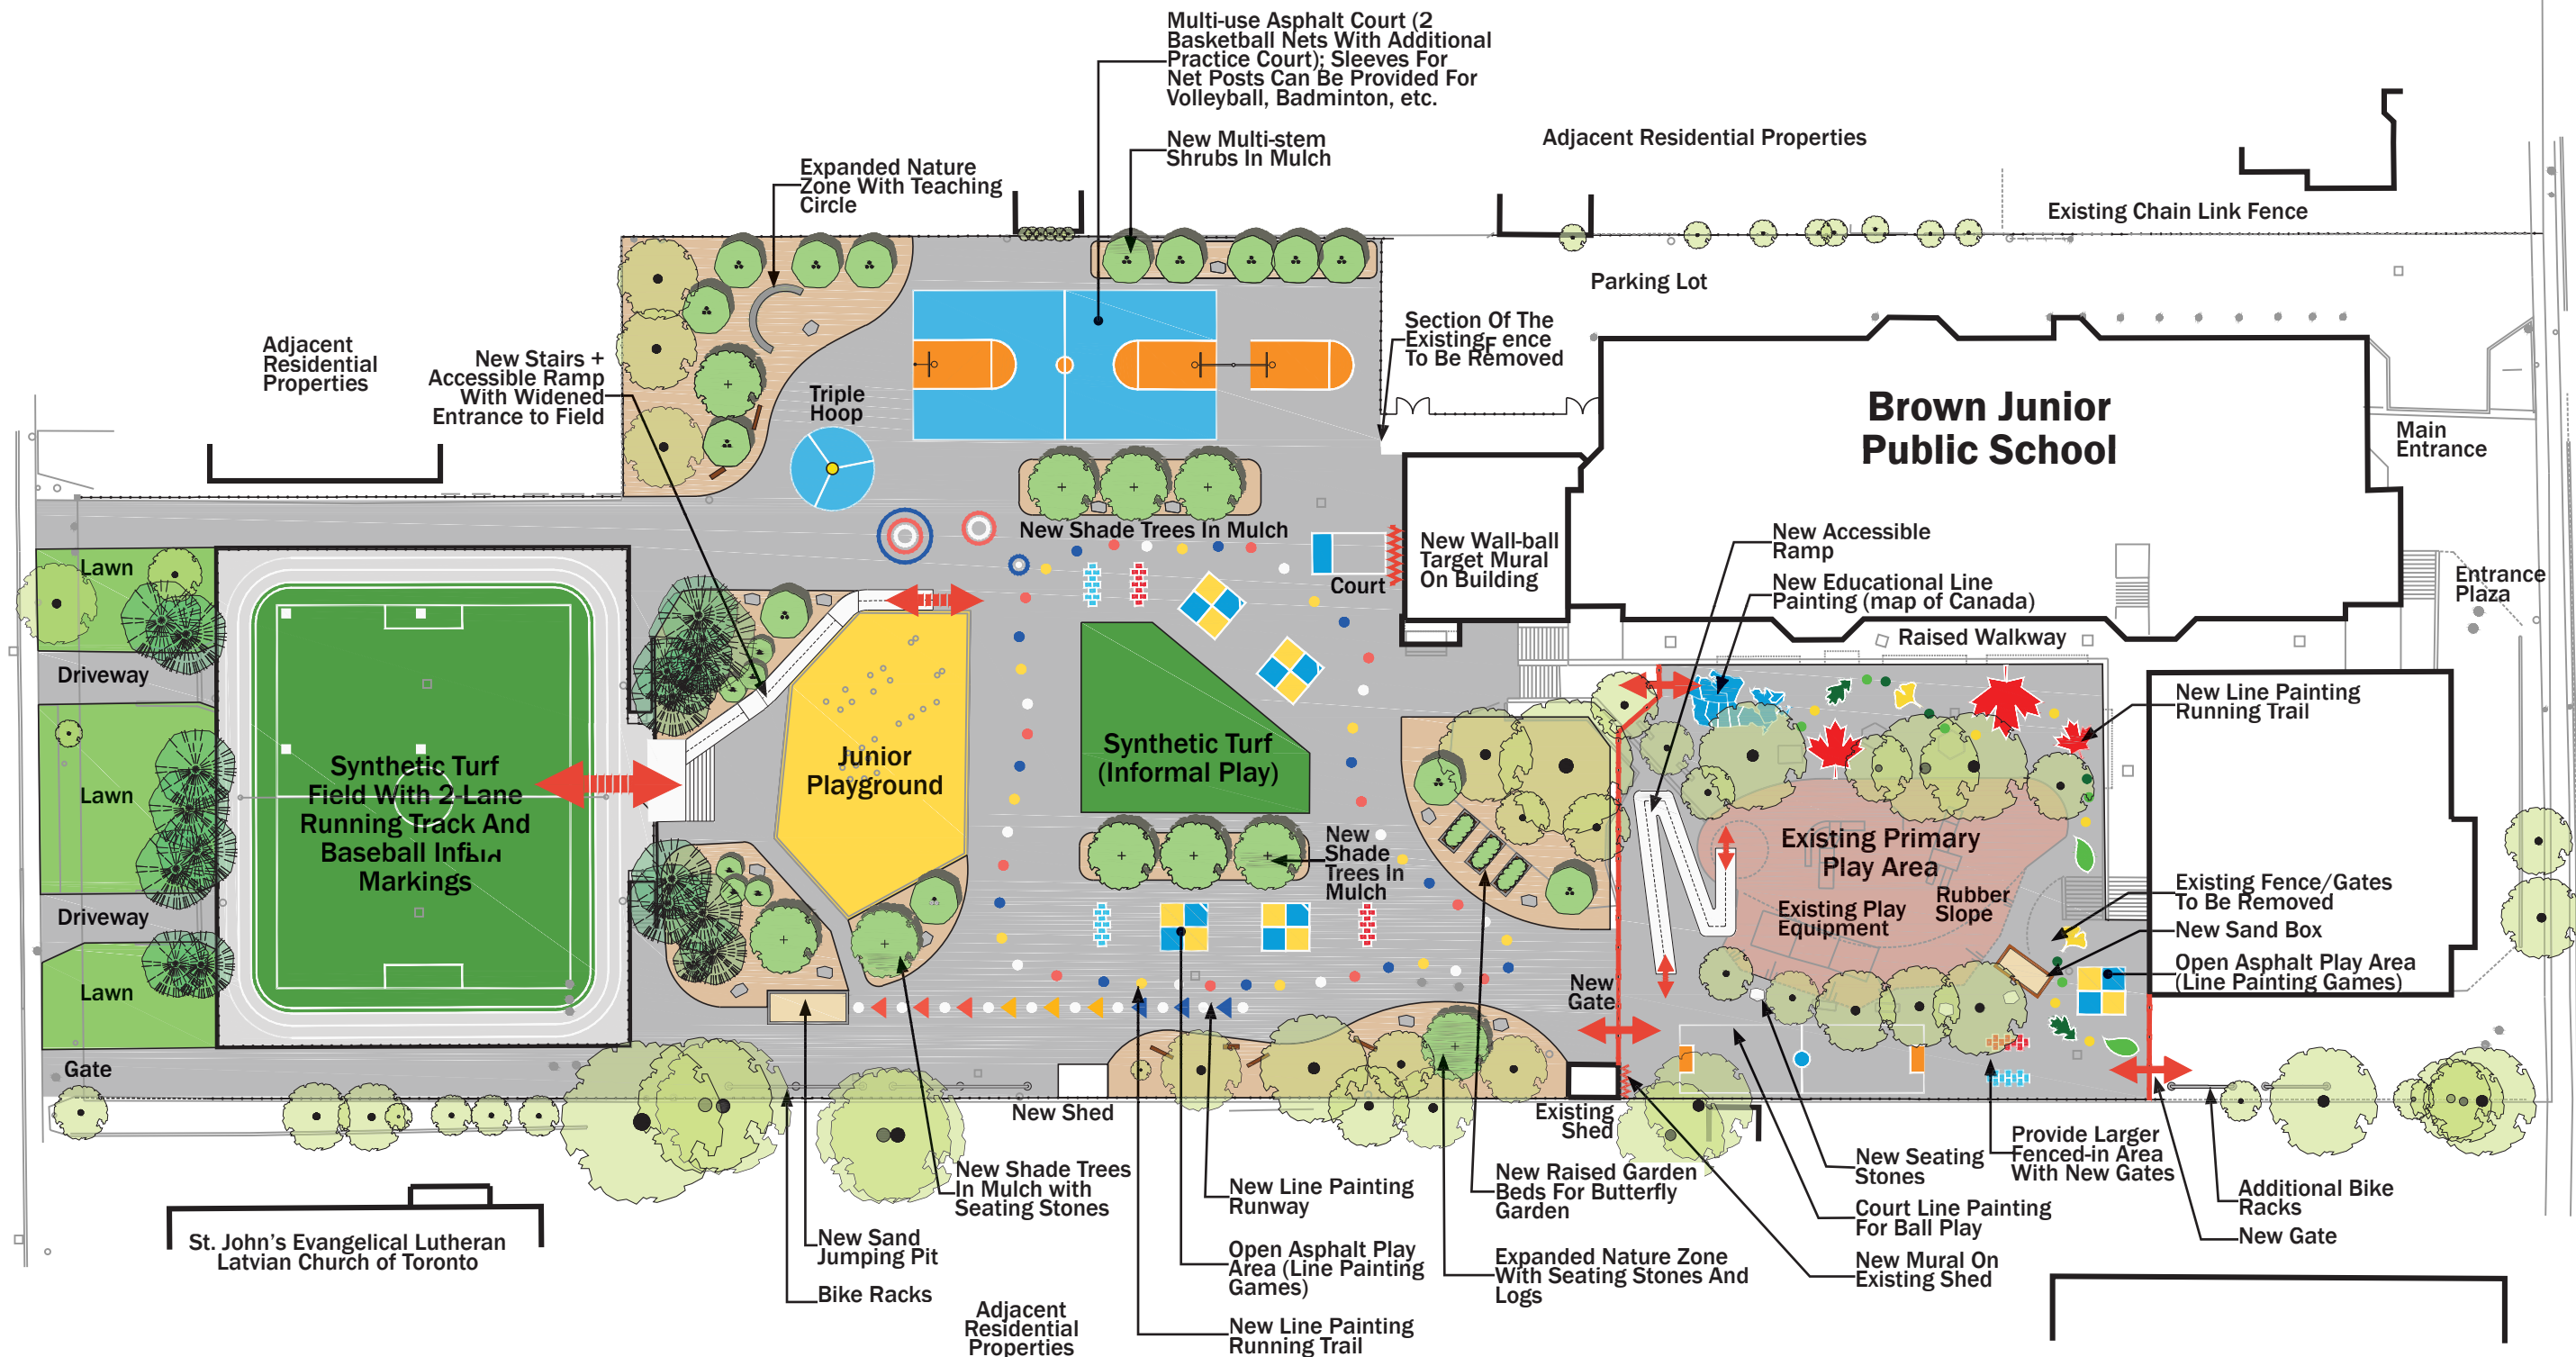 Multi-use Asphalt Court (2
Basketball Nets With Additional
Practice Court); Sleeves For
Net Posts Can Be Provided For
Volleyball, Badminton, etc.
New Multi-stem
Shrubs In Mulch
Adjacent Residential Properties
Expanded Nature
Zone With Teaching
Circle
Existing Chain Link Fence
Parking Lot
Section Of The
Existing Fence
To Be Removed
Adjacent
Residential
Properties
New Stairs +
Accessible Ramp
With Widened
Entrance to Field
Triple
Hoop
Brown Junior
Public School
Main
Entrance
New Shade Trees In Mulch
New Wall-ball
Target Mural
On Building
Court
New Accessible
Ramp
New Educational Line
Painting (map of Canada)
Entrance
Plaza
Raised Walkway
Lawn
Driveway
Lawn
Driveway
Lawn
Gate
Synthetic Turf
Field With 2-Lane
Running Track And
Baseball Infield
Markings
Junior
Playground
Synthetic Turf
(Informal Play)
New
Shade
Trees In
Mulch
New Line Painting
Running Trail
Existing Primary
Play Area
Existing Play
Equipment
Rubber
Slope
Existing Fence/Gates
To Be Removed
New Sand Box
Open Asphalt Play Area
(Line Painting Games)
New
Gate
New Shed
Existing
Shed
New Shade Trees
In Mulch with
Seating Stones
New Sand
Jumping Pit
Bike Racks
New Line Painting
Runway
Open Asphalt Play
Area (Line Painting
Games)
New Line Painting
Running Trail
New Raised Garden
Beds For Butterfly
Garden
Expanded Nature Zone
With Seating Stones And
Logs
New Seating
Stones
Court Line Painting
For Ball Play
New Mural On
Existing Shed
Provide Larger
Fenced-in Area
With New Gates
Additional Bike
Racks
New Gate
St. John's Evangelical Lutheran
Latvian Church of Toronto
Adjacent
Residential
Properties